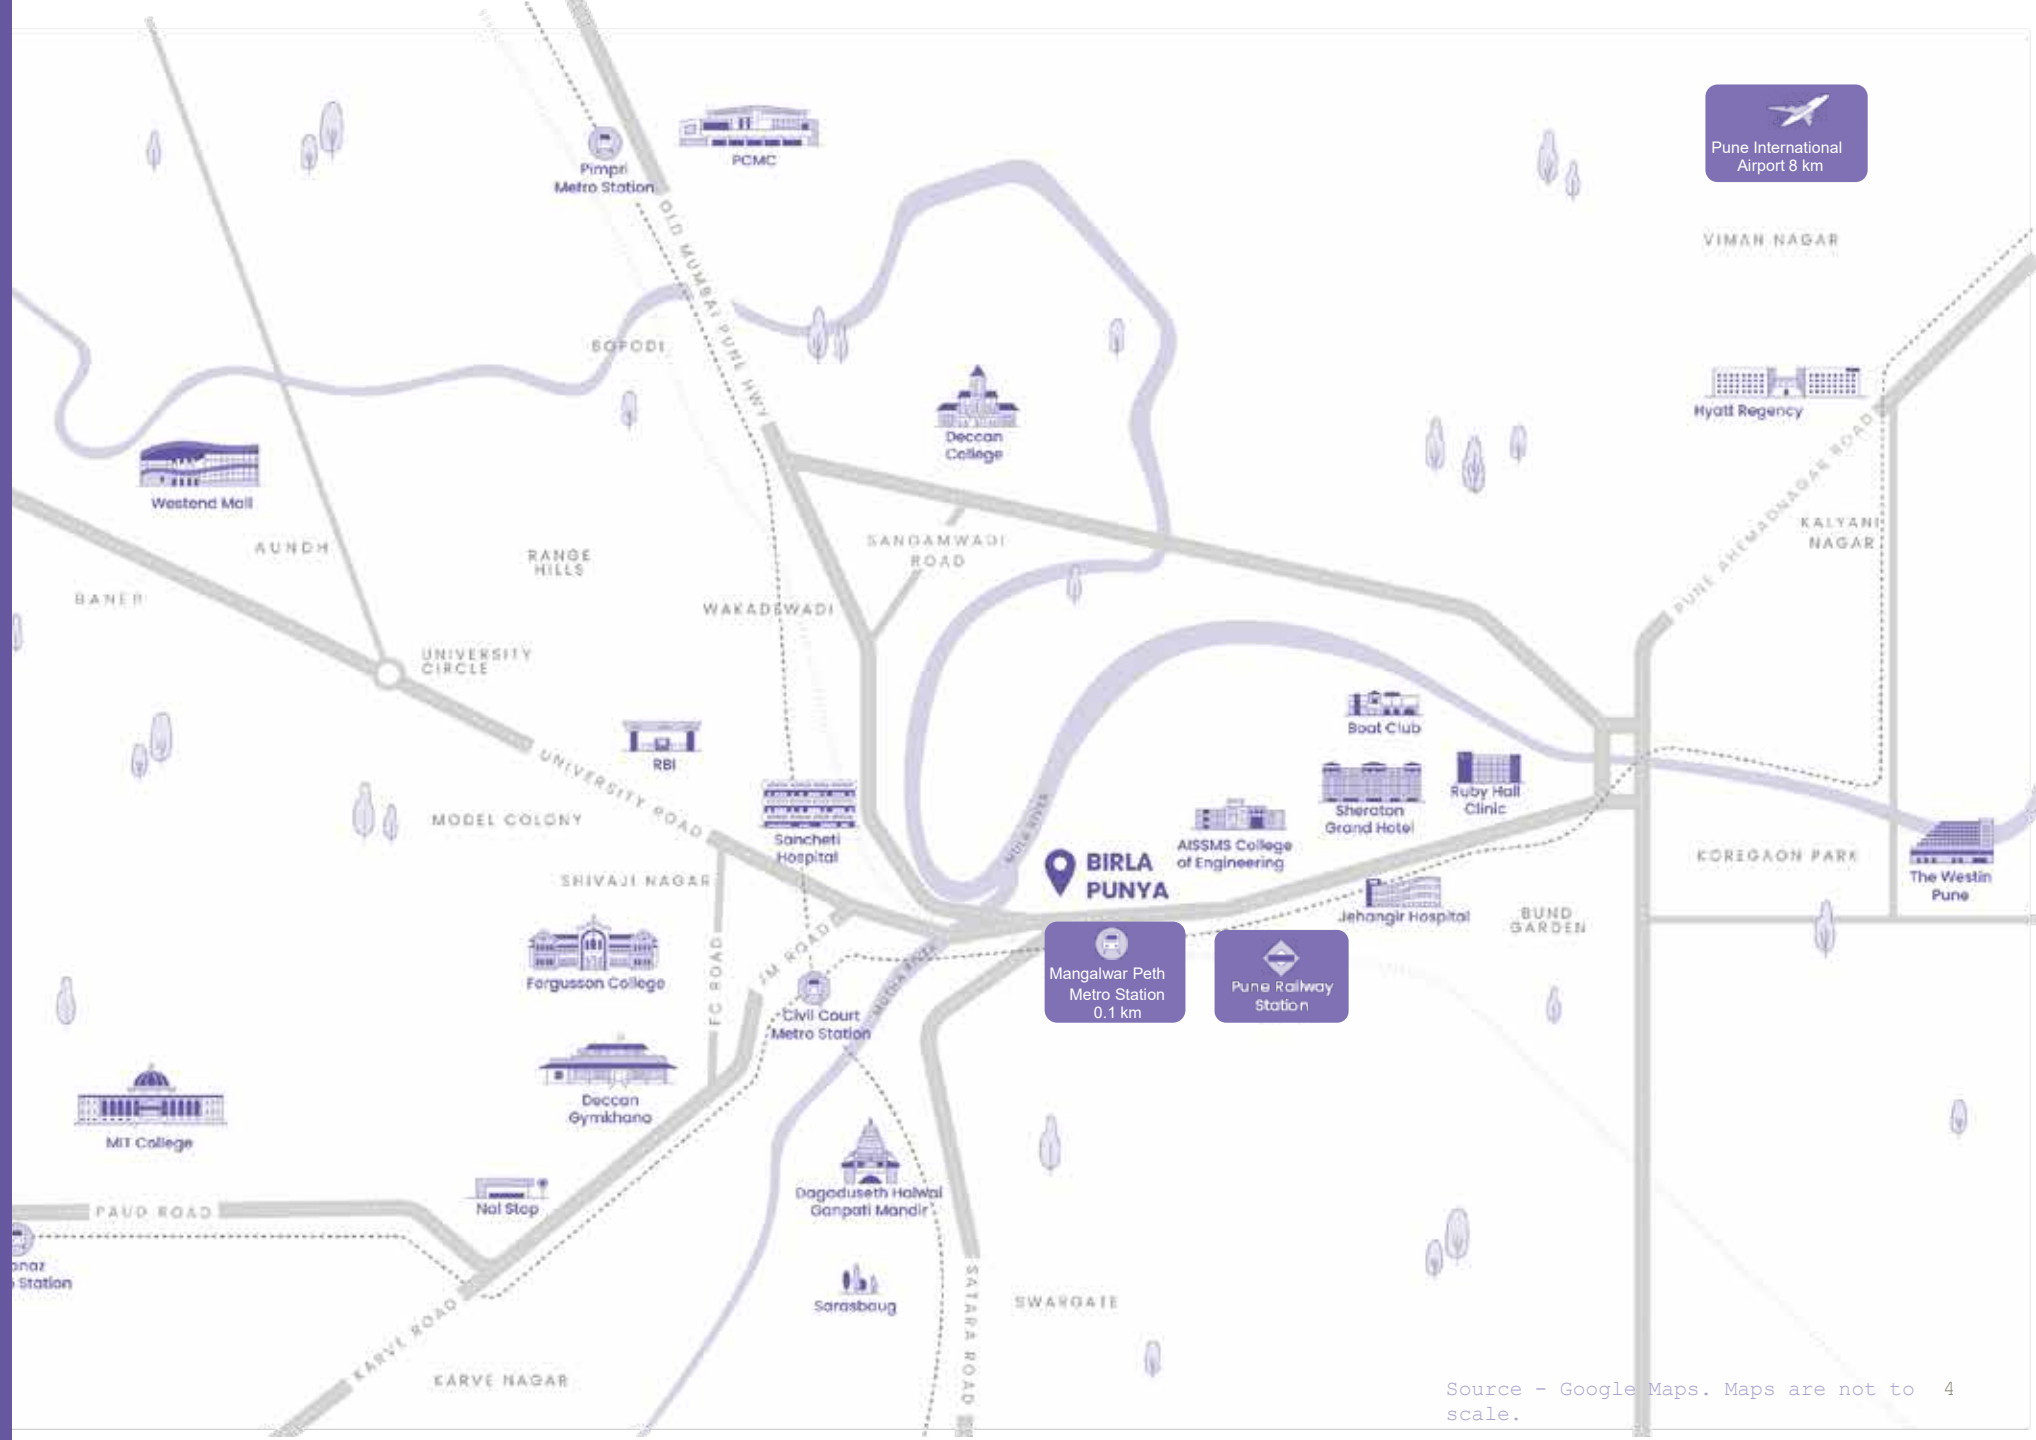 Pune International
Airport 8 km
Pimpri
Metro Station
PCMC
VIMAN NAGAR
OLD MUMBAI PUNE HWY
BOPODI
Hyatt Regency
Deccan
College
Westend Mall
PUNE AHEMADNAGAR ROAD
KALYANI
NAGAR
AUNDH
RANGE
HILLS
SANGAMWADI
ROAD
BANER
WAKADEWADI
UNIVERSITY
CIRCLE
Boat Club
RBI
UNIVERSITY ROAD
Ruby Hall
Clinic
Sheraton
Grand Hotel
MODEL COLONY
Sancheti
Hospital
MULA RIVER
AISSMS College
of Engineering
BIRLA
PUNYA
KOREGAON PARK
The Westin
Pune
SHIVAJI NAGAR
Jehangir Hospital
BUND
GARDEN
FC ROAD
JM ROAD
Fergusson College
MUTHA RIVER
Mangalwar Peth
Metro Station
0.1 km
Pune Railway
Station
Civil Court
Metro Station
Deccan
Gymkhana
MIT College
Nal Stop
Dagaduseth Halwai
Ganpati Mandir
PAUD ROAD
onaz
Station
Sarasbaug
SATARA ROAD
SWARGATE
KARVE ROAD
KARVE NAGAR
Source - Google Maps. Maps are not to 4
scale.